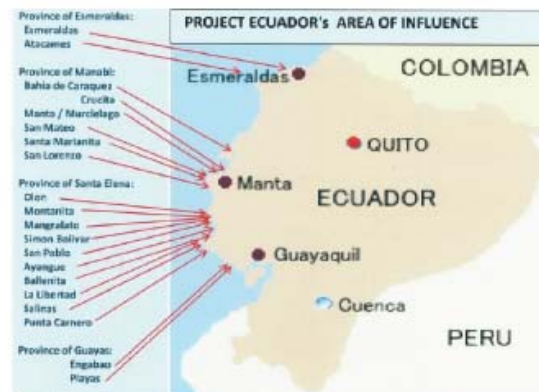 PROJECT ECUADOR's AREA OF INFLUENCE
Province of Esmeraldas:
Esmeraldas
Atacames
Province of Manabi:
Bahia de Caraquez
Crucita
Manta / Murcielago
San Mateo
Santa Marianita
San Lorenzo
Province of Santa Elena:
Olon
Montanita
Manglaralto
Simon Bolivar
San Pablo
Ayangue
Ballenita
La Libertad
Salinas
Punta Carnero
Province of Guayas:
Engabao
Playas
COLOMBIA
Esmeraldas
QUITO
Manta
ECUADOR
Guayaquil
Cuenca
PERU